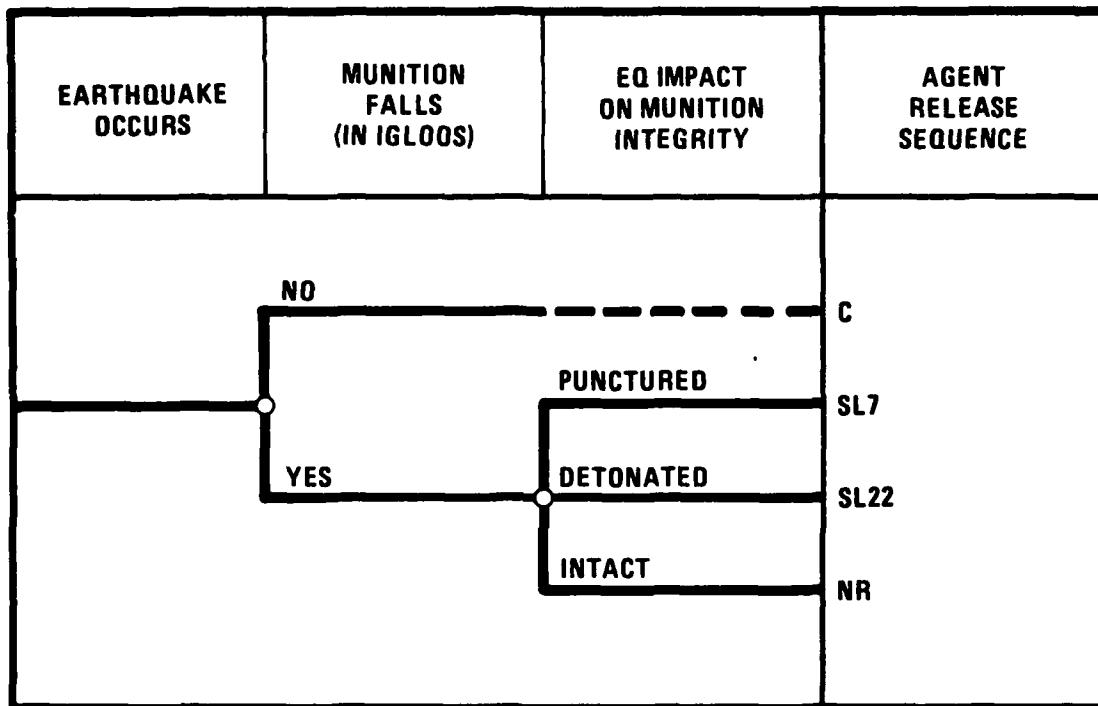 EARTHQUAKE
OCCURS
MUNITION
FALLS
(IN IGLOOS)
EQ IMPACT
ON MUNITION
INTEGRITY
AGENT
RELEASE
SEQUENCE
NO
C
PUNCTURED
SL7
YES
DETONATED
SL22
INTACT
NR